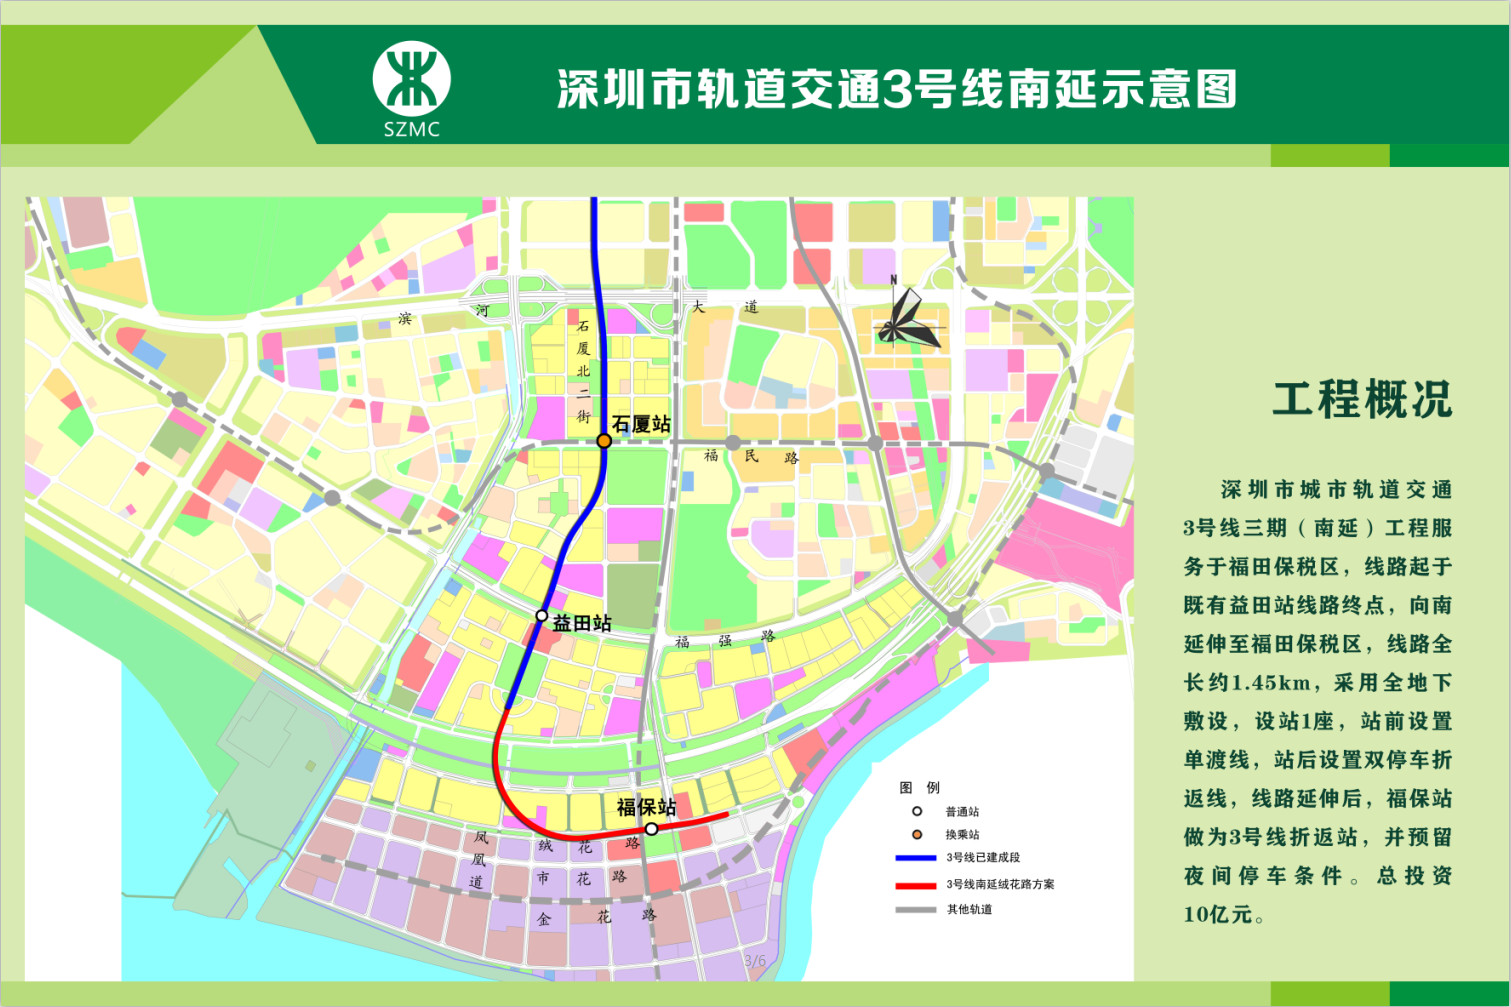 SZMC
深圳市轨道交通3号线南延示意图
N
滨河大道
石厦北二街
石厦站
福民路
益田站
福强路
福保站
凤凰道
绒花路
市花路
金花路
图 例
普通站
换乘站
3号线已建成段
3号线南延绒花路方案
其他轨道
3/6
工程概况
深圳市城市轨道交通
3号线三期（南延）工程服
务于福田保税区，线路起于
既有益田站线路终点，向南
延伸至福田保税区，线路全
长约1.45km，采用全地下
敷设，设站1座，站前设置
单渡线，站后设置双停车折
返线，线路延伸后，福保站
做为3号线折返站，并预留
夜间停车条件。总投资
10亿元。